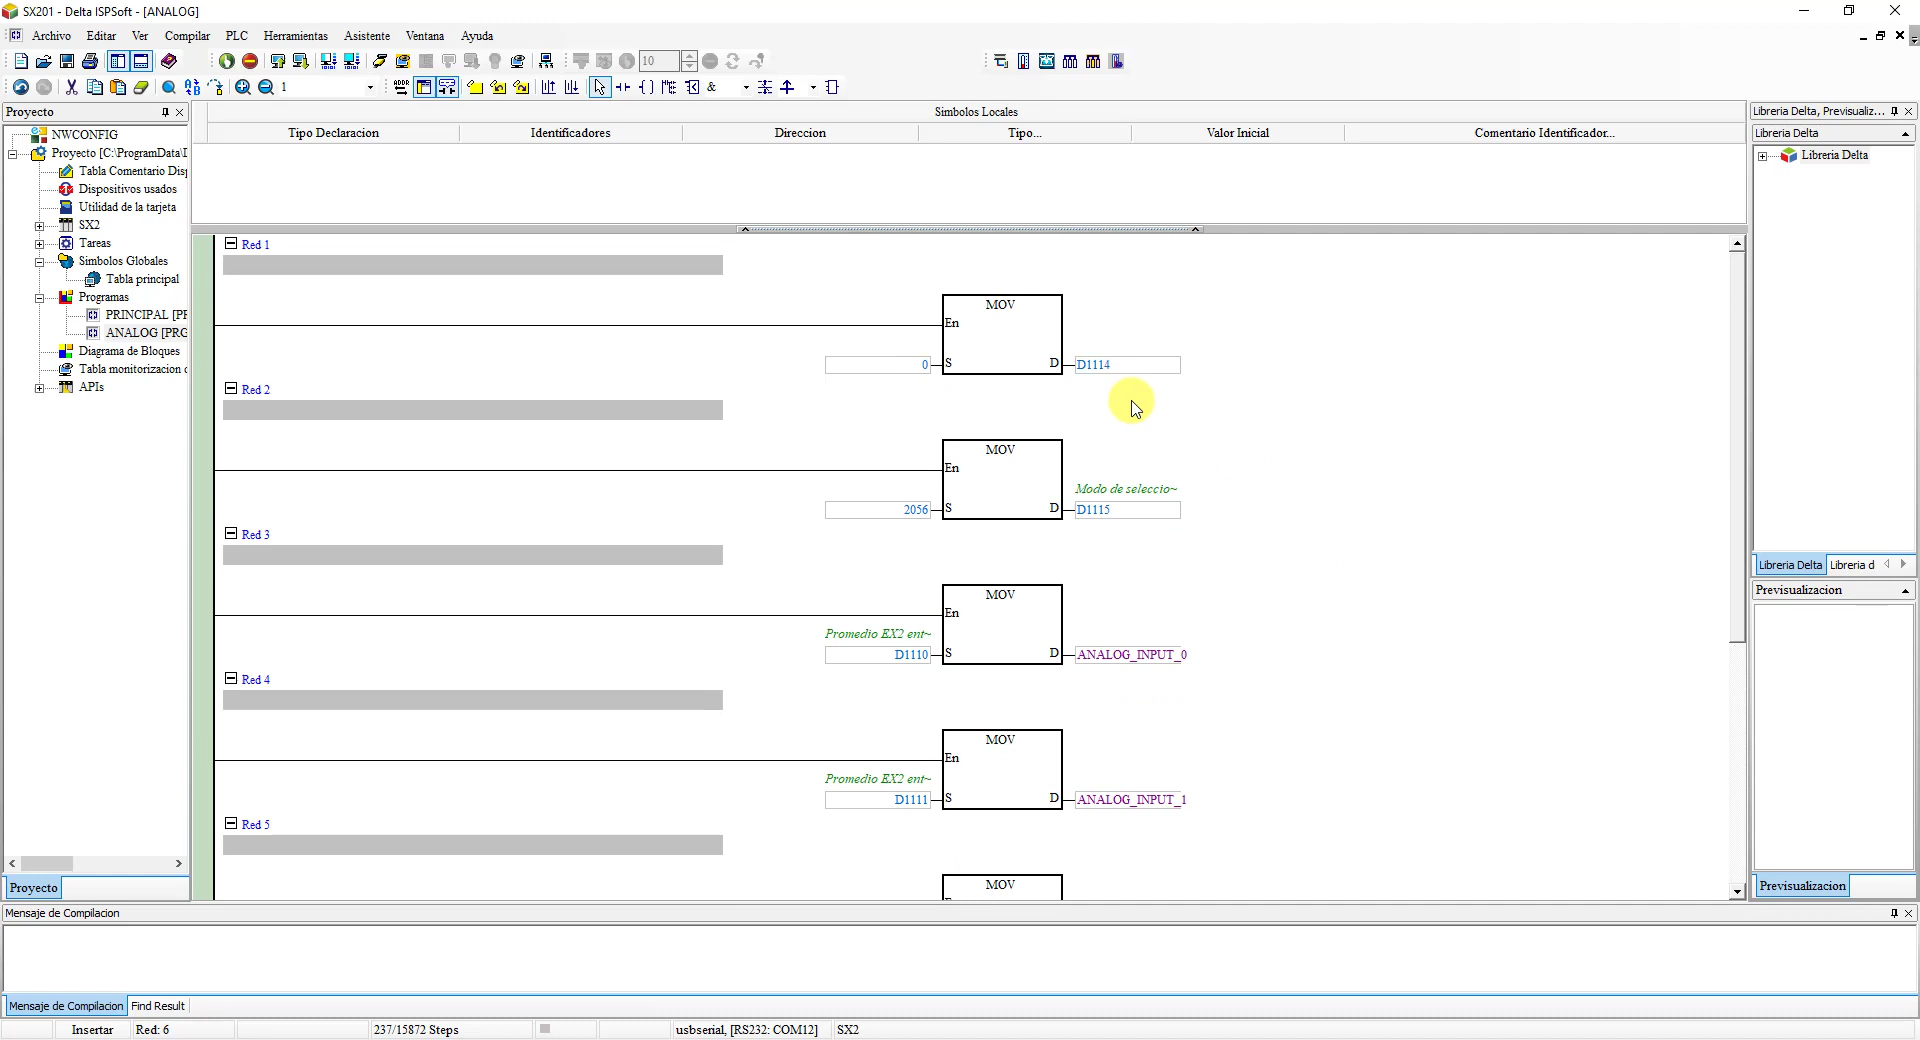 SX201 - Delta ISPSoft - [ANALOG]
Archivo Editar Ver Compilar PLC Herramientas Asistente Ventana Ayuda
10
1
&
Proyecto
NWCONFIG
Proyecto [C:\ProgramData\D
Tabla Comentario Disp
Dispositivos usados
Utilidad de la tarjeta
SX2
Tareas
Simbolos Globales
Tabla principal
Programas
PRINCIPAL [PR
ANALOG [PRG
Diagrama de Bloques
Tabla monitorizacion d
APIs
Proyecto
Simbolos Locales
Tipo Declaracion Identificadores Direccion Tipo... Valor Inicial Comentario Identificador...
Red 1
MOV
En
0 S D D1114
Red 2
MOV
En
Modo de seleccio~
2056 S D D1115
Red 3
MOV
En
Promedio EX2 ent~
D1110 S D ANALOG_INPUT_0
Red 4
MOV
En
Promedio EX2 ent~
D1111 S D ANALOG_INPUT_1
Red 5
MOV
Libreria Delta, Previsualiz...
Libreria Delta
Libreria Delta
Libreria Delta Libreria d
Previsualizacion
Previsualizacion
Mensaje de Compilacion
Mensaje de Compilacion Find Result
Insertar Red: 6 237/15872 Steps usbserial, [RS232: COM12] SX2